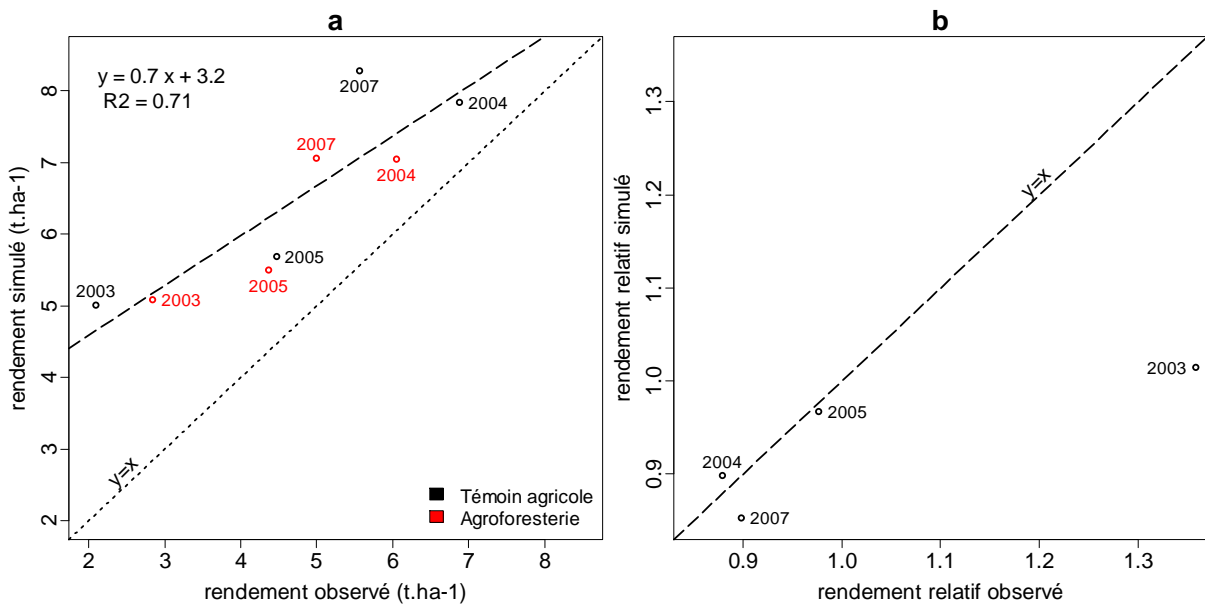 a
y = 0.7 x + 3.2
R2 = 0.71
2007
2004
2007
2004
2005
2005
2003
2003
y=x
Témoin agricole
Agroforesterie
2 3 4 5 6 7 8
2 3 4 5 6 7 8
rendement observé (t.ha-1)
rendement simulé (t.ha-1)
b
y=x
2003
2005
2004
2007
0.9 1.0 1.1 1.2 1.3
0.9 1.0 1.1 1.2 1.3
rendement relatif observé
rendement relatif simulé